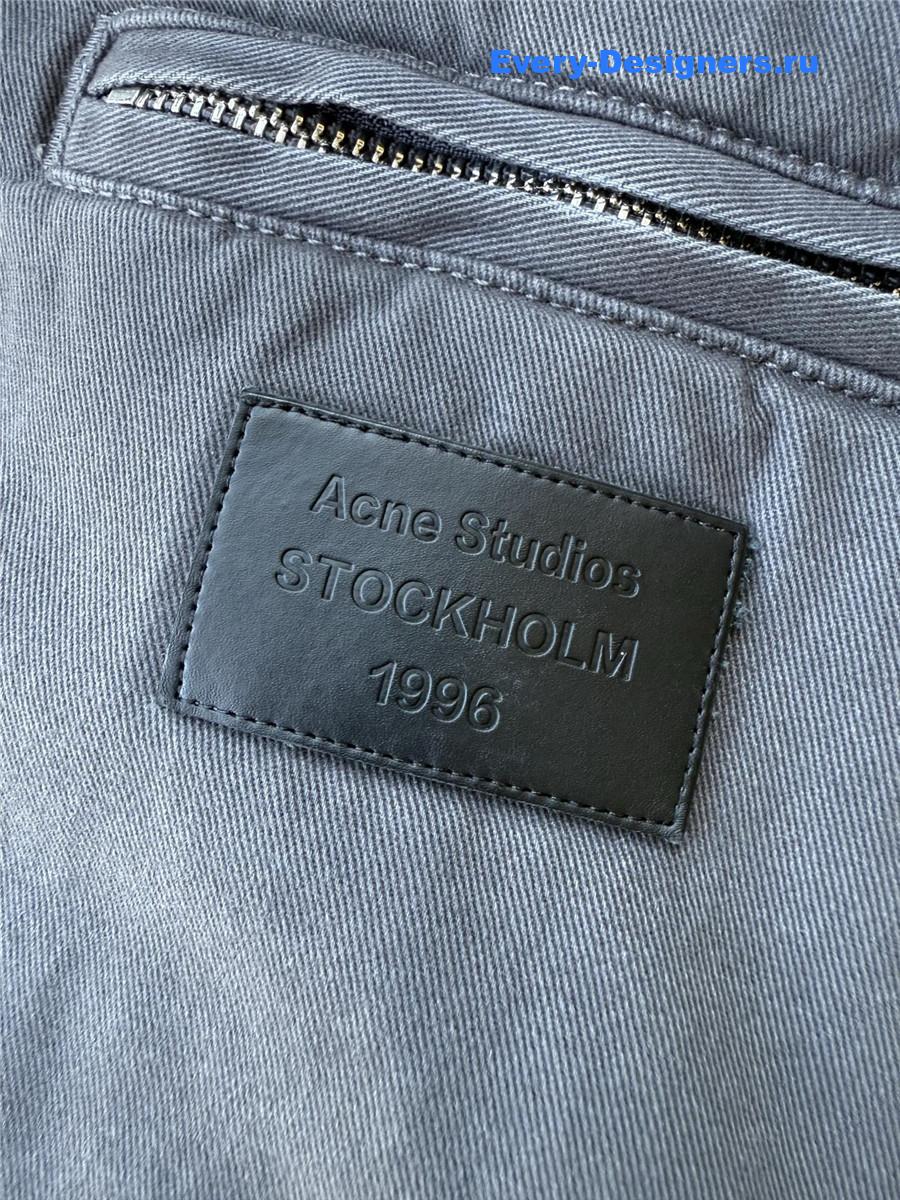 Every-Designers.ru
Acne Studios
STOCKHOLM
1996